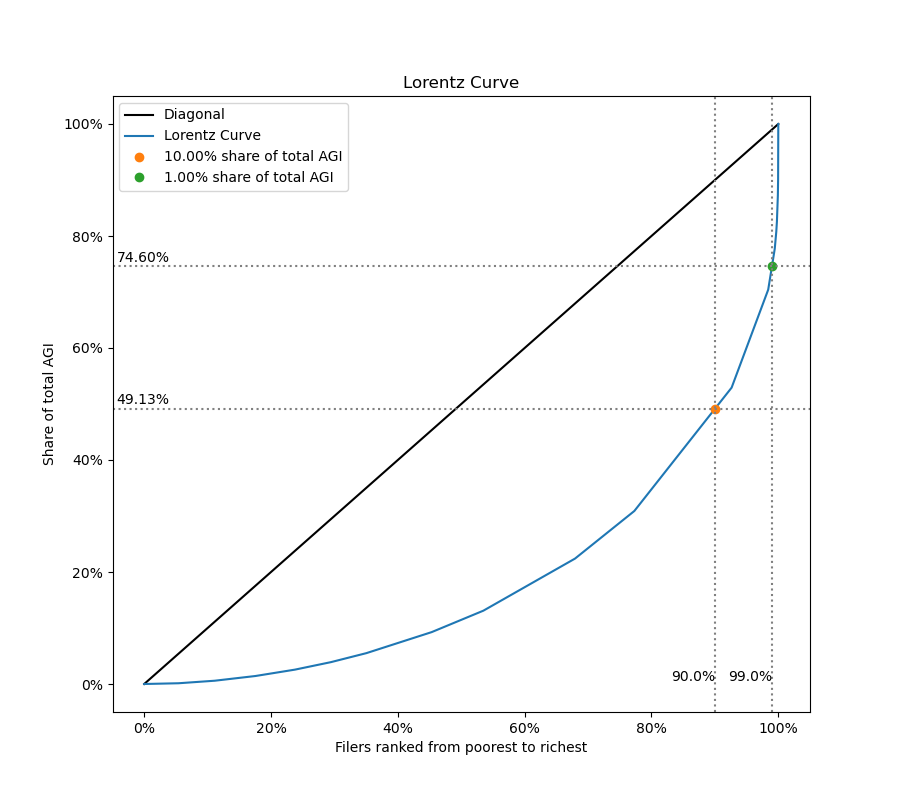 Lorentz Curve
Diagonal
Lorentz Curve
10.00% share of total AGI
1.00% share of total AGI
100%
80%
74.60%
60%
49.13%
40%
20%
0%
90.0%
99.0%
0%
20%
40%
60%
80%
100%
Share of total AGI
Filers ranked from poorest to richest